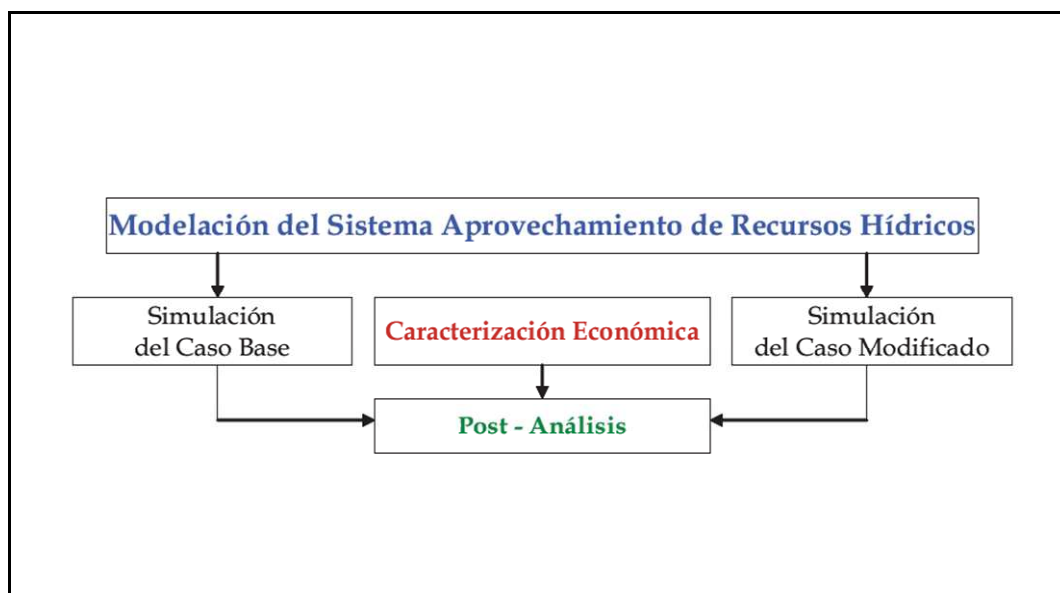 Modelación del Sistema Aprovechamiento de Recursos Hídricos
Simulación
del Caso Base
Caracterización Económica
Simulación
del Caso Modificado
Post - Análisis